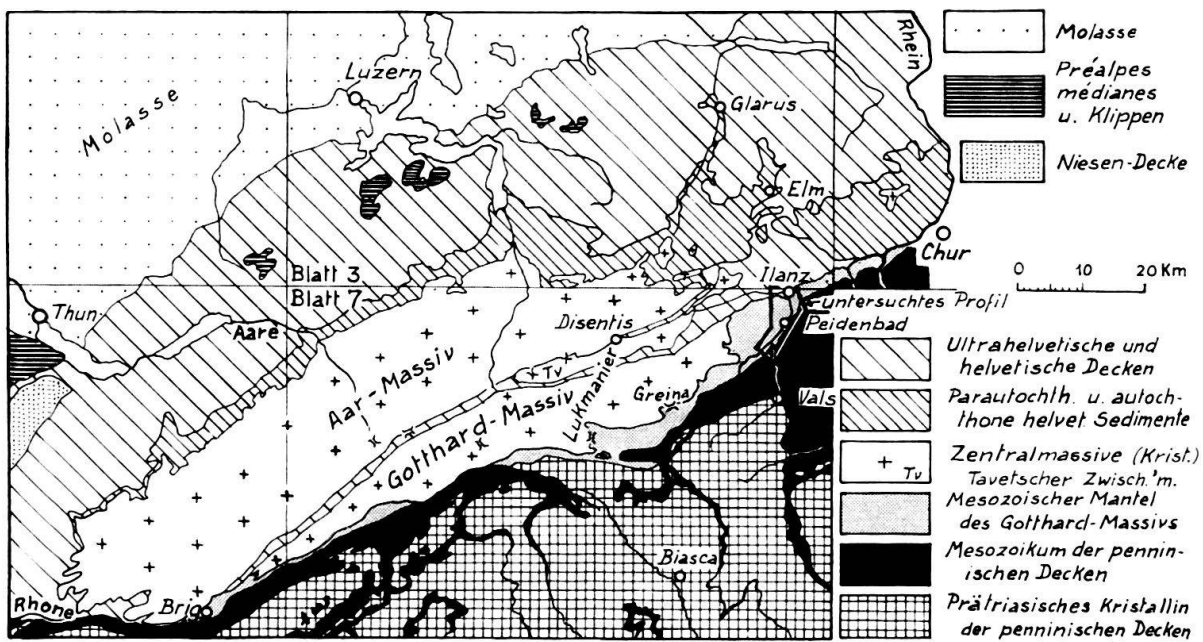 Rhein
Luzern
Molasse
Glarus
Elm
Chur
Blatt 3
Blatt 7
Ilanz
Thun
Aare
Disentis
untersuchtes Profil
Peidenbad
Tv
Aar-Massiv
Lukmanier
Greina
Vals
Gotthard-Massiv
Biasca
Rhone
Brig
Molasse
Préalpes
médianes
u. Klippen
Niesen-Decke
0 10 20 Km
Ultrahelvetische und
helvetische Decken
Parautochth. u. autoch-
thone helvet. Sedimente
+ Tv
Zentralmassive (Krist.)
Tavetscher Zwisch.'m.
Mesozoischer Mantel
des Gotthard-Massivs
Mesozoikum der pennin-
ischen Decken
Prätriasisches Kristallin
der penninischen Decken